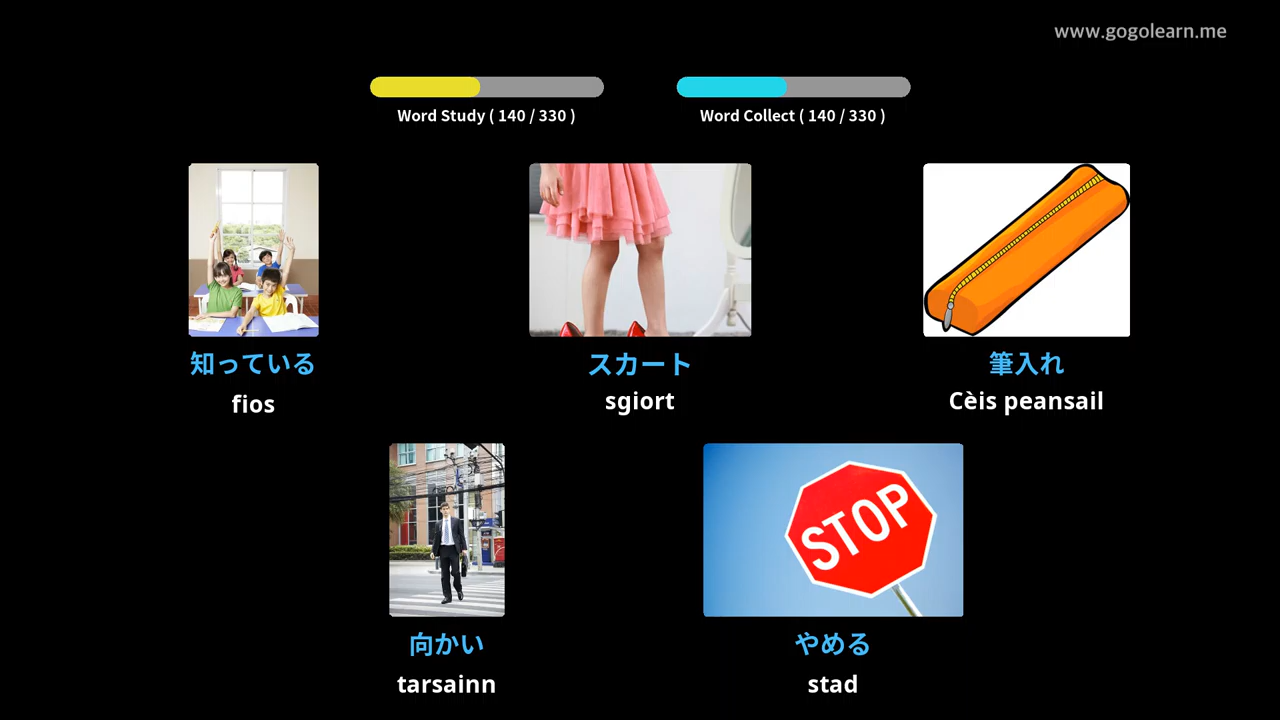 www.gogolearn.me
Word Study ( 140 / 330 )
Word Collect ( 140 / 330 )
知っている
fios
スカート
sgiort
筆入れ
Cèis peansail
STOP
向かい
tarsainn
やめる
stad